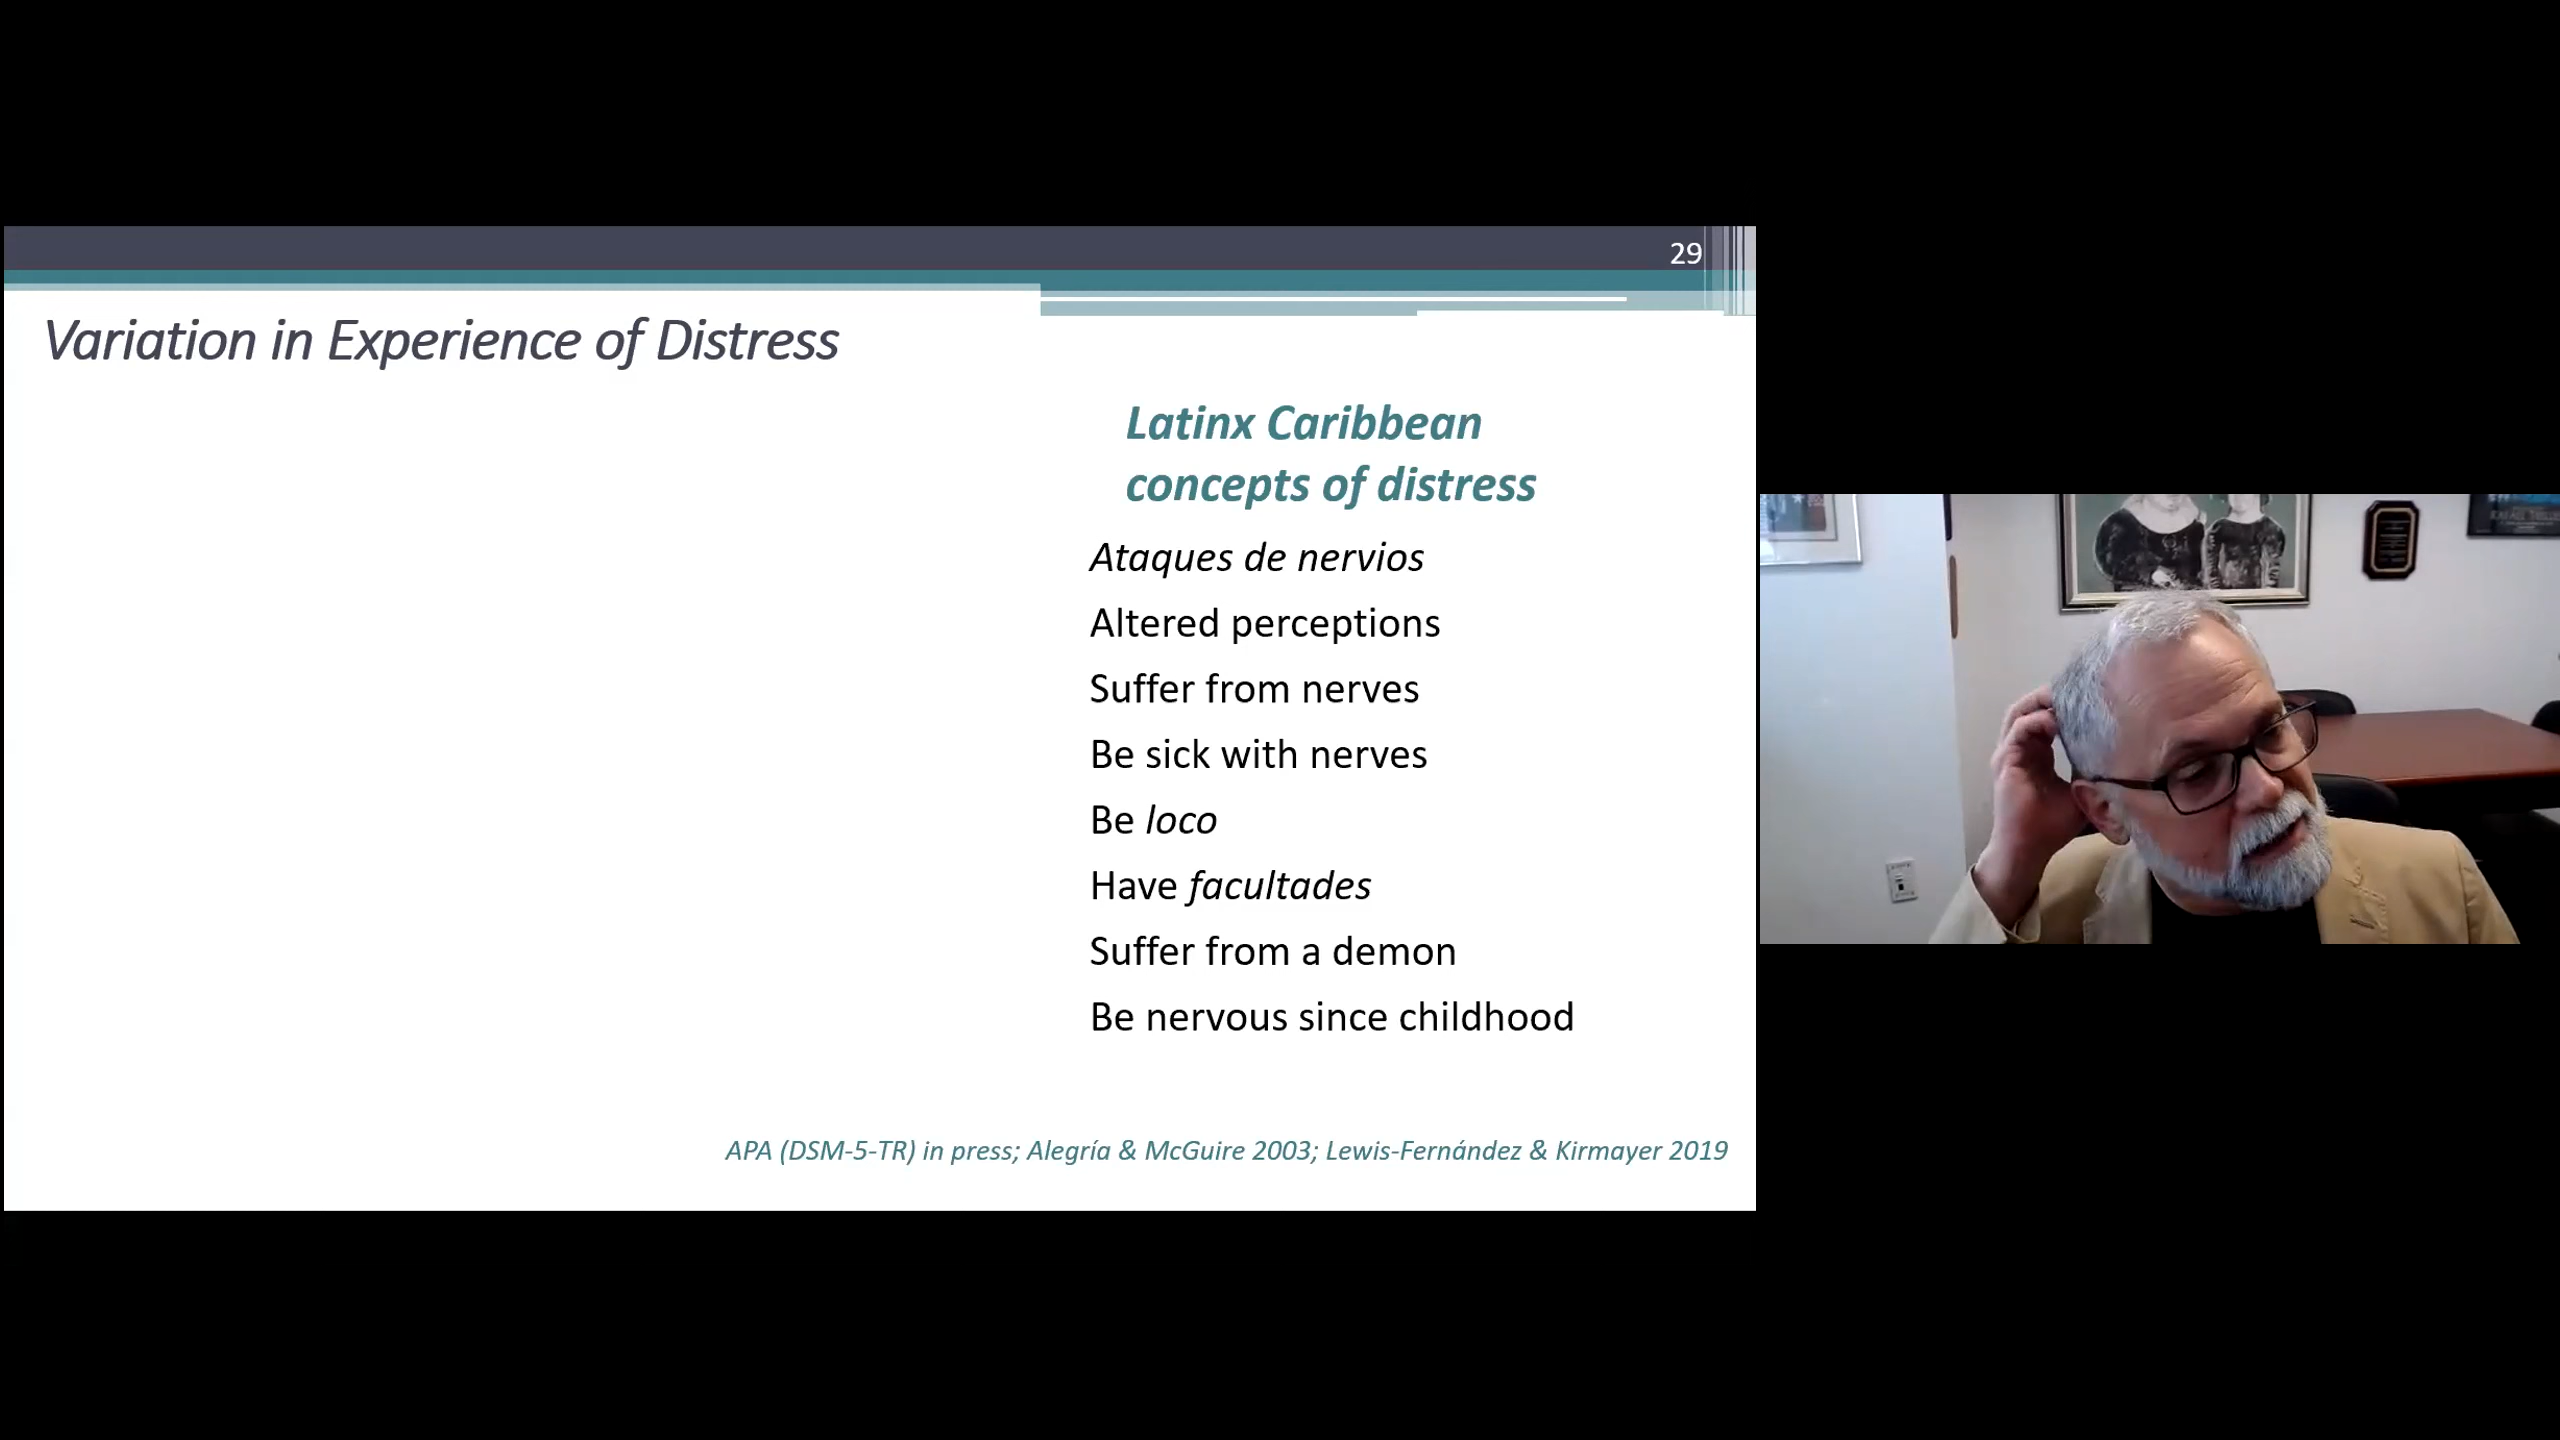 29
Variation in Experience of Distress
Latinx Caribbean
concepts of distress
Ataques de nervios
Altered perceptions
Suffer from nerves
Be sick with nerves
Be loco
Have facultades
Suffer from a demon
Be nervous since childhood
APA (DSM-5-TR) in press; Alegría & McGuire 2003; Lewis-Fernández & Kirmayer 2019